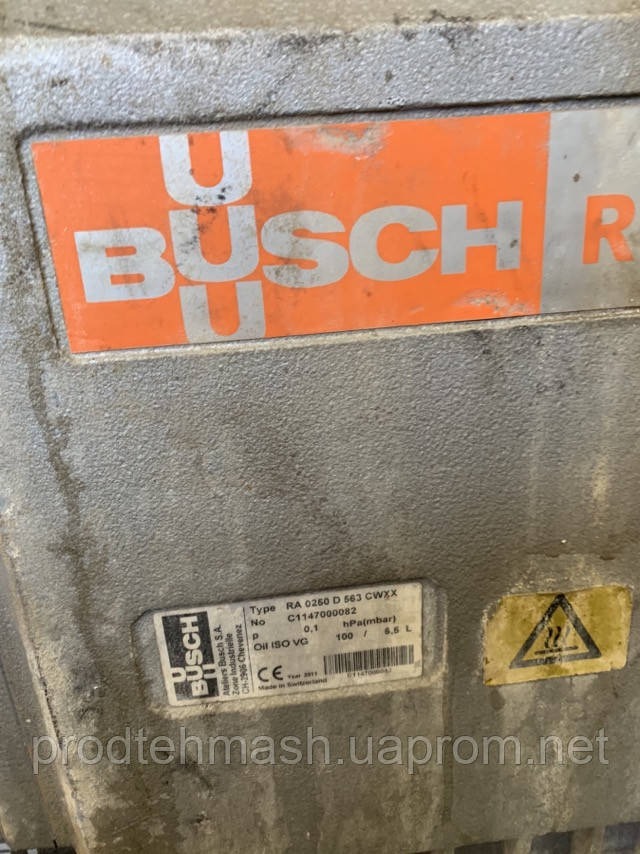 BUSCH
R
BUSCH
Ateliers Busch S.A.
Zone Industrielle
CH-2906 Chevenez
Type RA 0250 D 563 CWXX
No C1147000082
p 0,1 hPa(mbar)
Oil ISO VG 100 / 6,5 L
CE Year 2011
C1147000082
Made in Switzerland
prodtehmash.uaprom.net